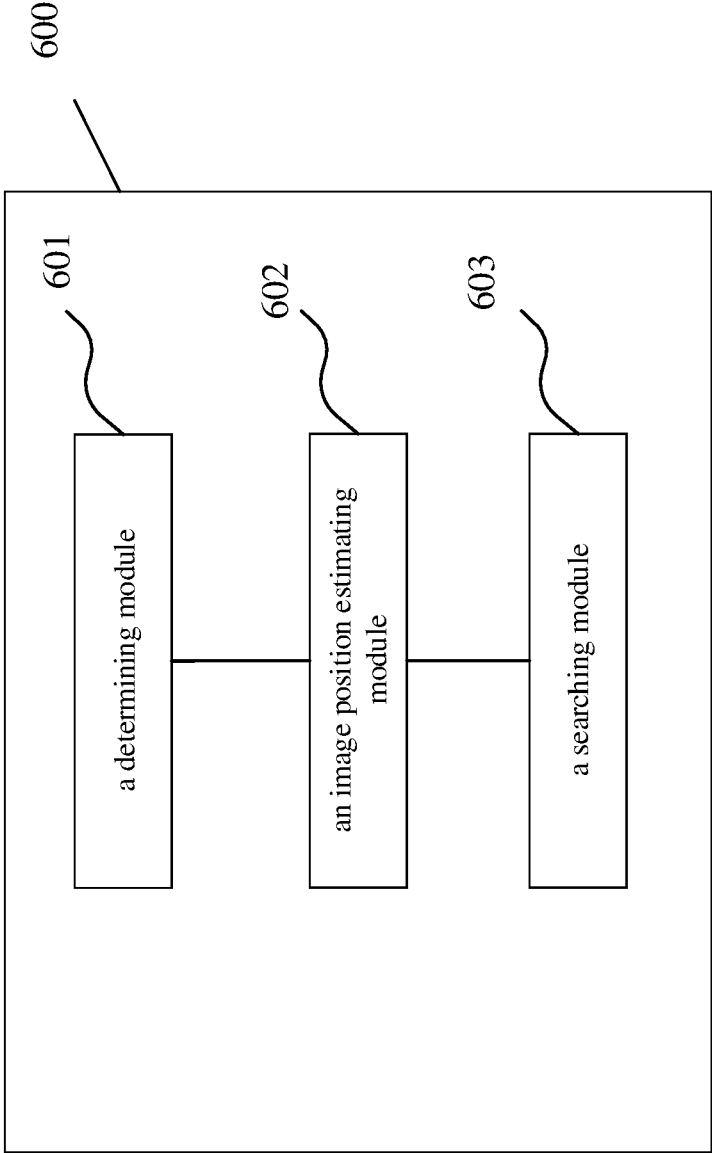 600
601
a determining module
602
an image position estimating
module
603
a searching module